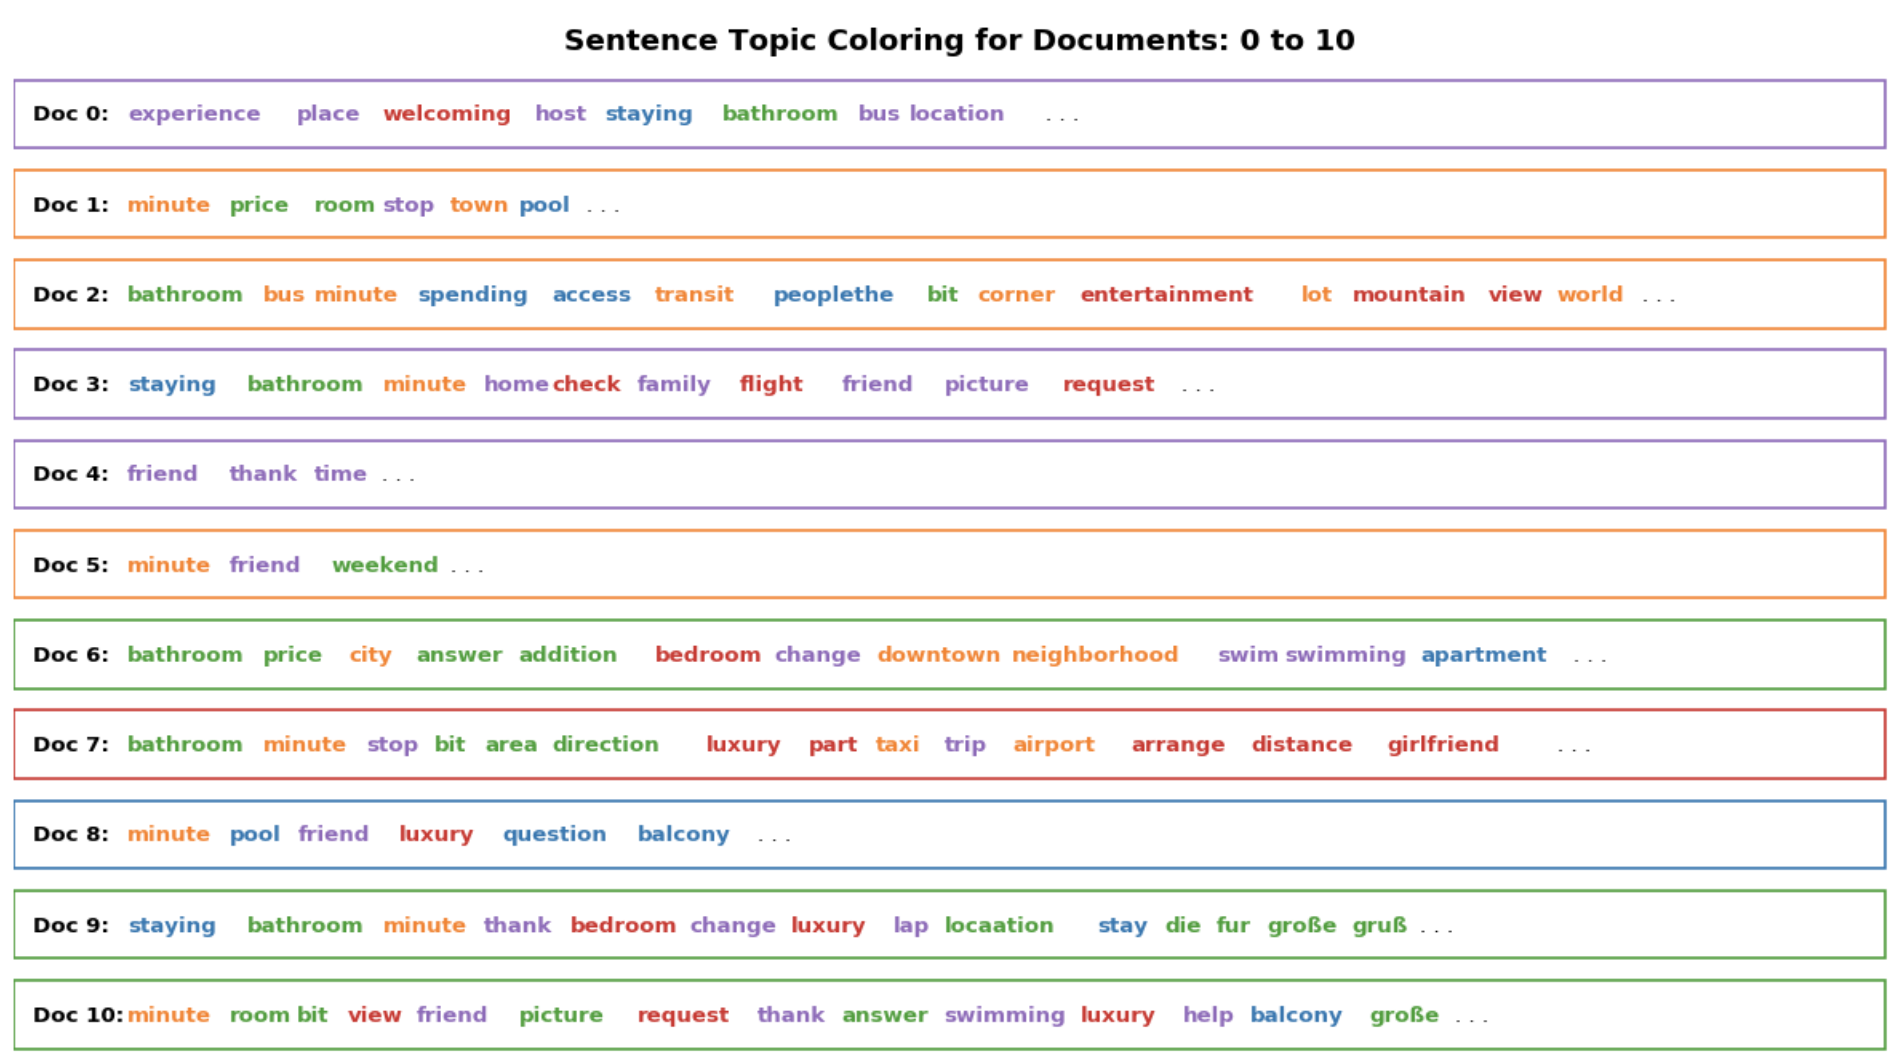 Sentence Topic Coloring for Documents: 0 to 10
Doc 0: experience place welcoming host staying bathroom bus location . . .
Doc 1: minute price room stop town pool . . .
Doc 2: bathroom bus minute spending access transit peoplethe bit corner entertainment lot mountain view world . . .
Doc 3: staying bathroom minute home check family flight friend picture request . . .
Doc 4: friend thank time . . .
Doc 5: minute friend weekend . . .
Doc 6: bathroom price city answer addition bedroom change downtown neighborhood swim swimming apartment . . .
Doc 7: bathroom minute stop bit area direction luxury part taxi trip airport arrange distance girlfriend . . .
Doc 8: minute pool friend luxury question balcony . . .
Doc 9: staying bathroom minute thank bedroom change luxury lap locaation stay die fur große gruß . . .
Doc 10: minute room bit view friend picture request thank answer swimming luxury help balcony große . . .